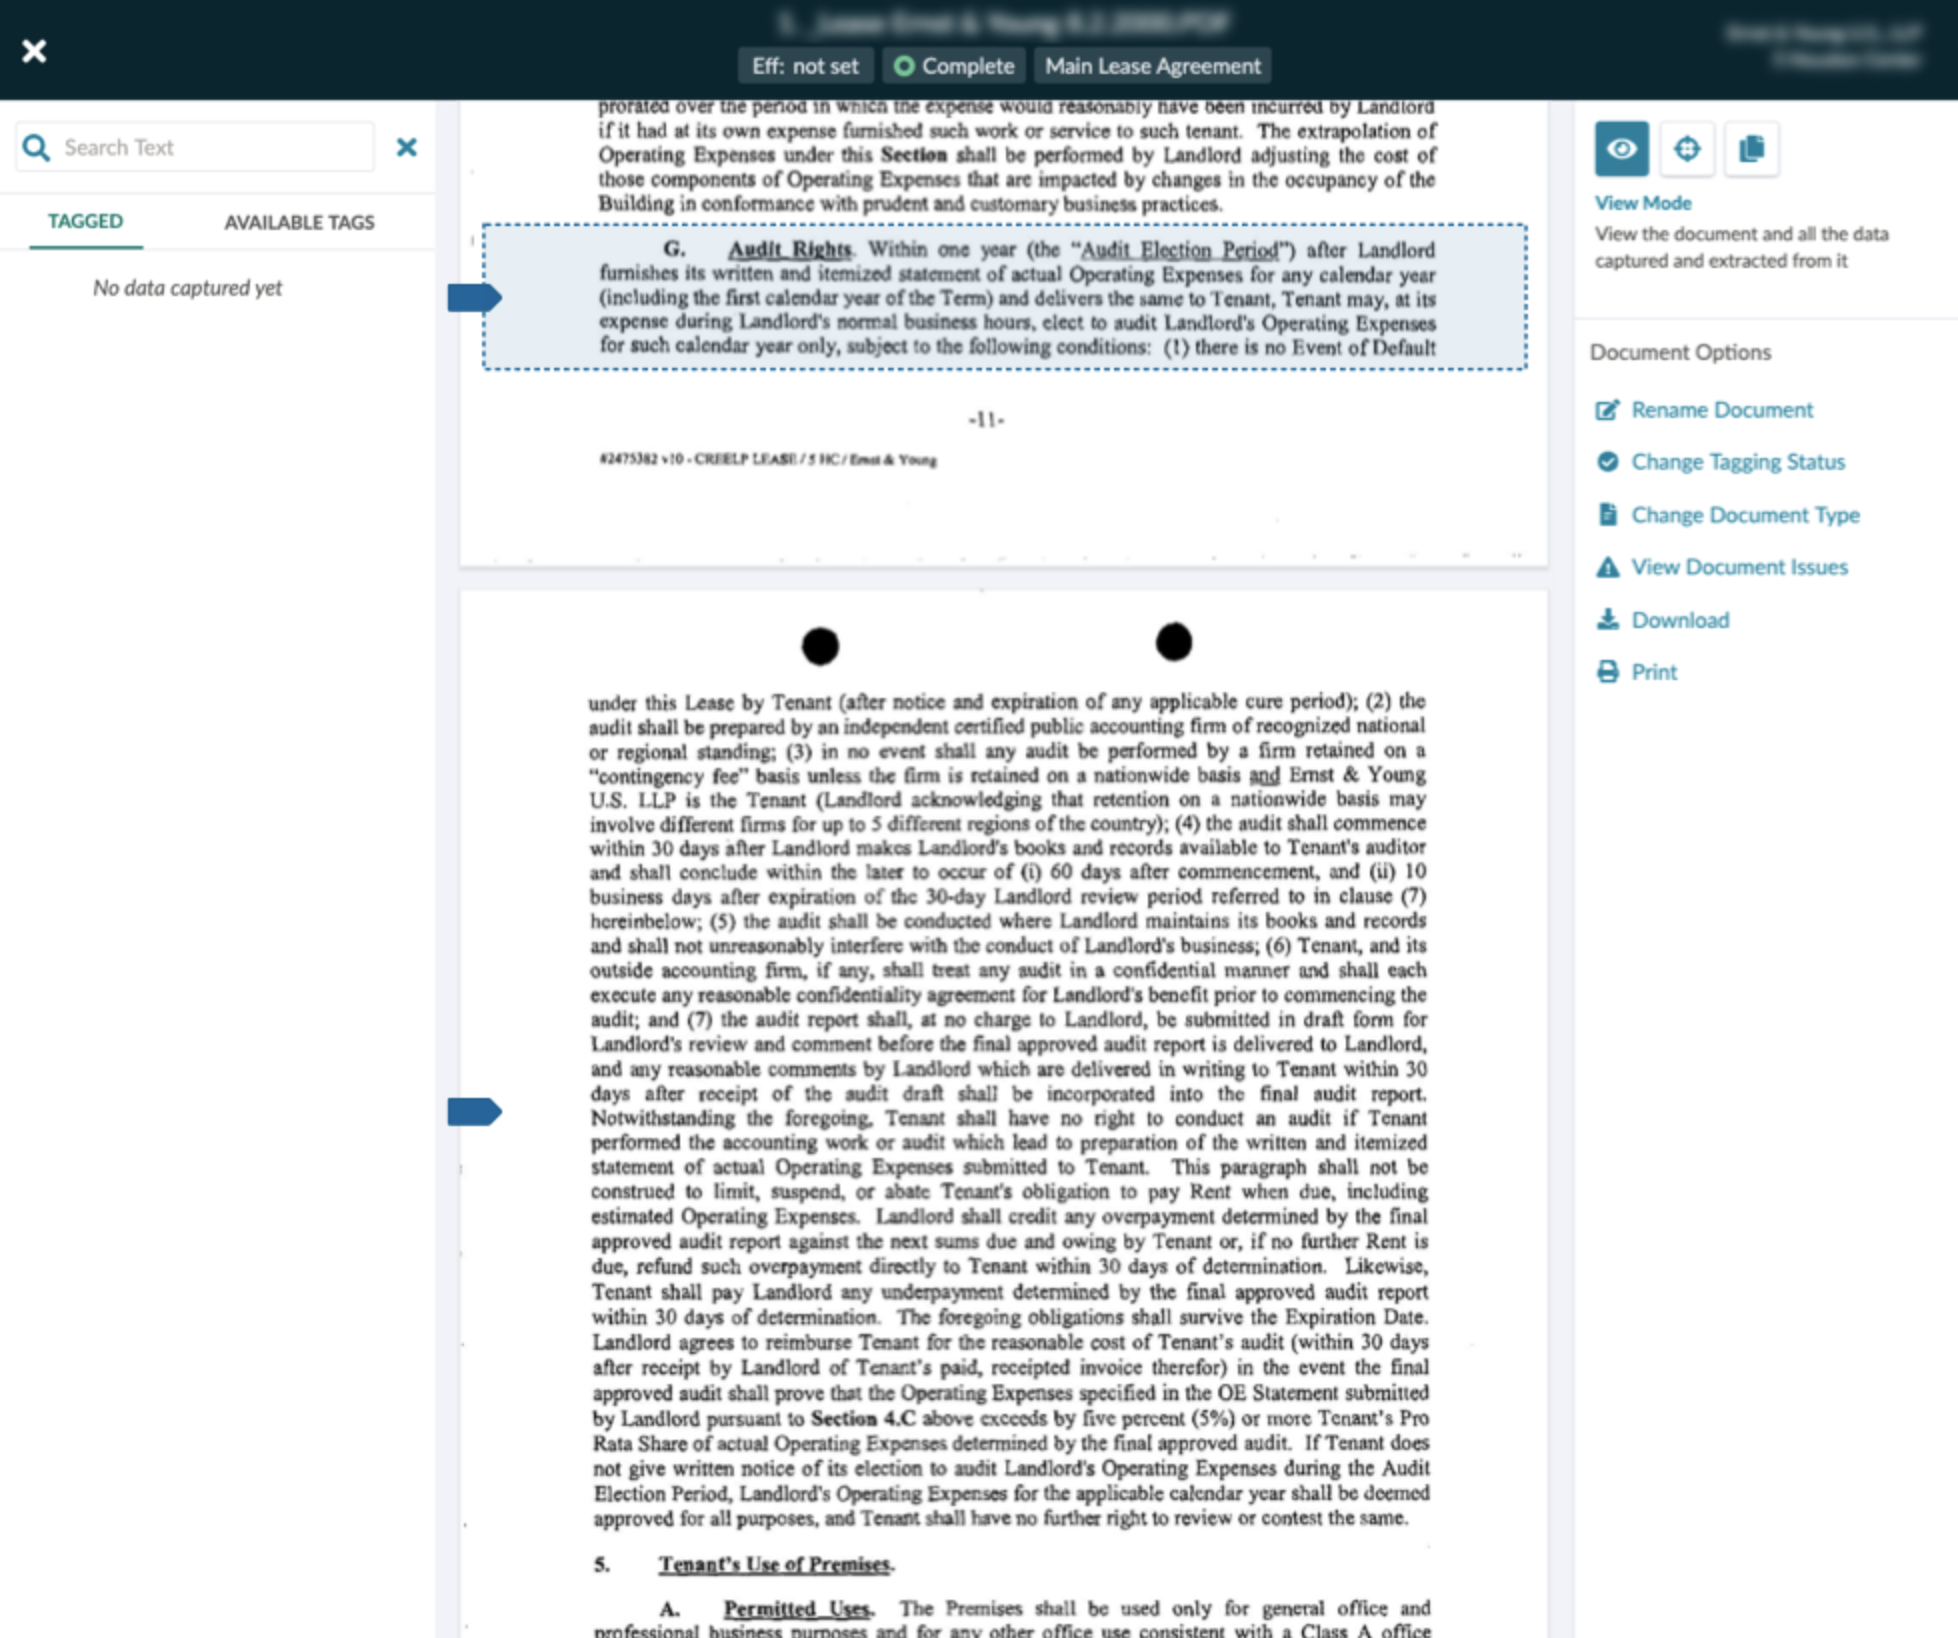 Lease Ernst & Young 8.2.2000.PDF
Eff: not set
Complete
Main Lease Agreement
Search Text
TAGGED
AVAILABLE TAGS
No data captured yet
prorated over the period in which the expense would reasonably have been incurred by Landlord
if it had at its own expense furnished such work or service to such tenant. The extrapolation of
Operating Expenses under this Section shall be performed by Landlord adjusting the cost of
those components of Operating Expenses that are impacted by changes in the occupancy of the
Building in conformance with prudent and customary business practices.
G. Audit Rights. Within one year (the “Audit Election Period”) after Landlord
furnishes its written and itemized statement of actual Operating Expenses for any calendar year
(including the first calendar year of the Term) and delivers the same to Tenant, Tenant may, at its
expense during Landlord's normal business hours, elect to audit Landlord's Operating Expenses
for such calendar year only, subject to the following conditions: (1) there is no Event of Default
-11-
#2475382 v10 - CREELP LEASE / 5 HC / Ernst & Young
under this Lease by Tenant (after notice and expiration of any applicable cure period); (2) the
audit shall be prepared by an independent certified public accounting firm of recognized national
or regional standing; (3) in no event shall any audit be performed by a firm retained on a
“contingency fee” basis unless the firm is retained on a nationwide basis and Ernst & Young
U.S. LLP is the Tenant (Landlord acknowledging that retention on a nationwide basis may
involve different firms for up to 5 different regions of the country); (4) the audit shall commence
within 30 days after Landlord makes Landlord's books and records available to Tenant's auditor
and shall conclude within the later to occur of (i) 60 days after commencement, and (ii) 10
business days after expiration of the 30-day Landlord review period referred to in clause (7)
hereinbelow; (5) the audit shall be conducted where Landlord maintains its books and records
and shall not unreasonably interfere with the conduct of Landlord's business; (6) Tenant, and its
outside accounting firm, if any, shall treat any audit in a confidential manner and shall each
execute any reasonable confidentiality agreement for Landlord's benefit prior to commencing the
audit; and (7) the audit report shall, at no charge to Landlord, be submitted in draft form for
Landlord's review and comment before the final approved audit report is delivered to Landlord,
and any reasonable comments by Landlord which are delivered in writing to Tenant within 30
days after receipt of the audit draft shall be incorporated into the final audit report.
Notwithstanding the foregoing, Tenant shall have no right to conduct an audit if Tenant
performed the accounting work or audit which lead to preparation of the written and itemized
statement of actual Operating Expenses submitted to Tenant. This paragraph shall not be
construed to limit, suspend, or abate Tenant's obligation to pay Rent when due, including
estimated Operating Expenses. Landlord shall credit any overpayment determined by the final
approved audit report against the next sums due and owing by Tenant or, if no further Rent is
due, refund such overpayment directly to Tenant within 30 days of determination. Likewise,
Tenant shall pay Landlord any underpayment determined by the final approved audit report
within 30 days of determination. The foregoing obligations shall survive the Expiration Date.
Landlord agrees to reimburse Tenant for the reasonable cost of Tenant's audit (within 30 days
after receipt by Landlord of Tenant's paid, receipted invoice therefor) in the event the final
approved audit shall prove that the Operating Expenses specified in the OE Statement submitted
by Landlord pursuant to Section 4.C above exceeds by five percent (5%) or more Tenant's Pro
Rata Share of actual Operating Expenses determined by the final approved audit. If Tenant does
not give written notice of its election to audit Landlord's Operating Expenses during the Audit
Election Period, Landlord's Operating Expenses for the applicable calendar year shall be deemed
approved for all purposes, and Tenant shall have no further right to review or contest the same.
5. Tenant's Use of Premises.
A. Permitted Uses. The Premises shall be used only for general office and
professional business purposes and for any other office use consistent with a Class A office
View Mode
View the document and all the data
captured and extracted from it
Document Options
Rename Document
Change Tagging Status
Change Document Type
View Document Issues
Download
Print